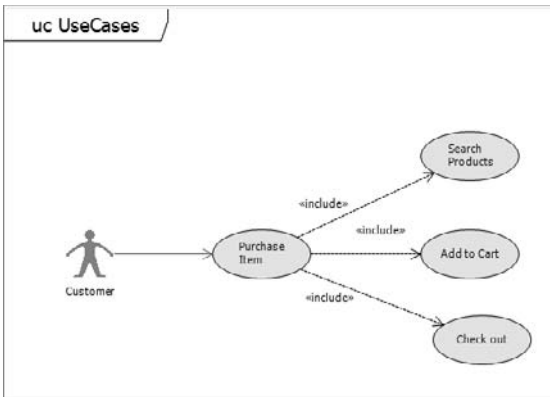 uc UseCases
Search
Products
«include»
«include»
Purchase
Item
Add to Cart
Customer
«include»
Check out